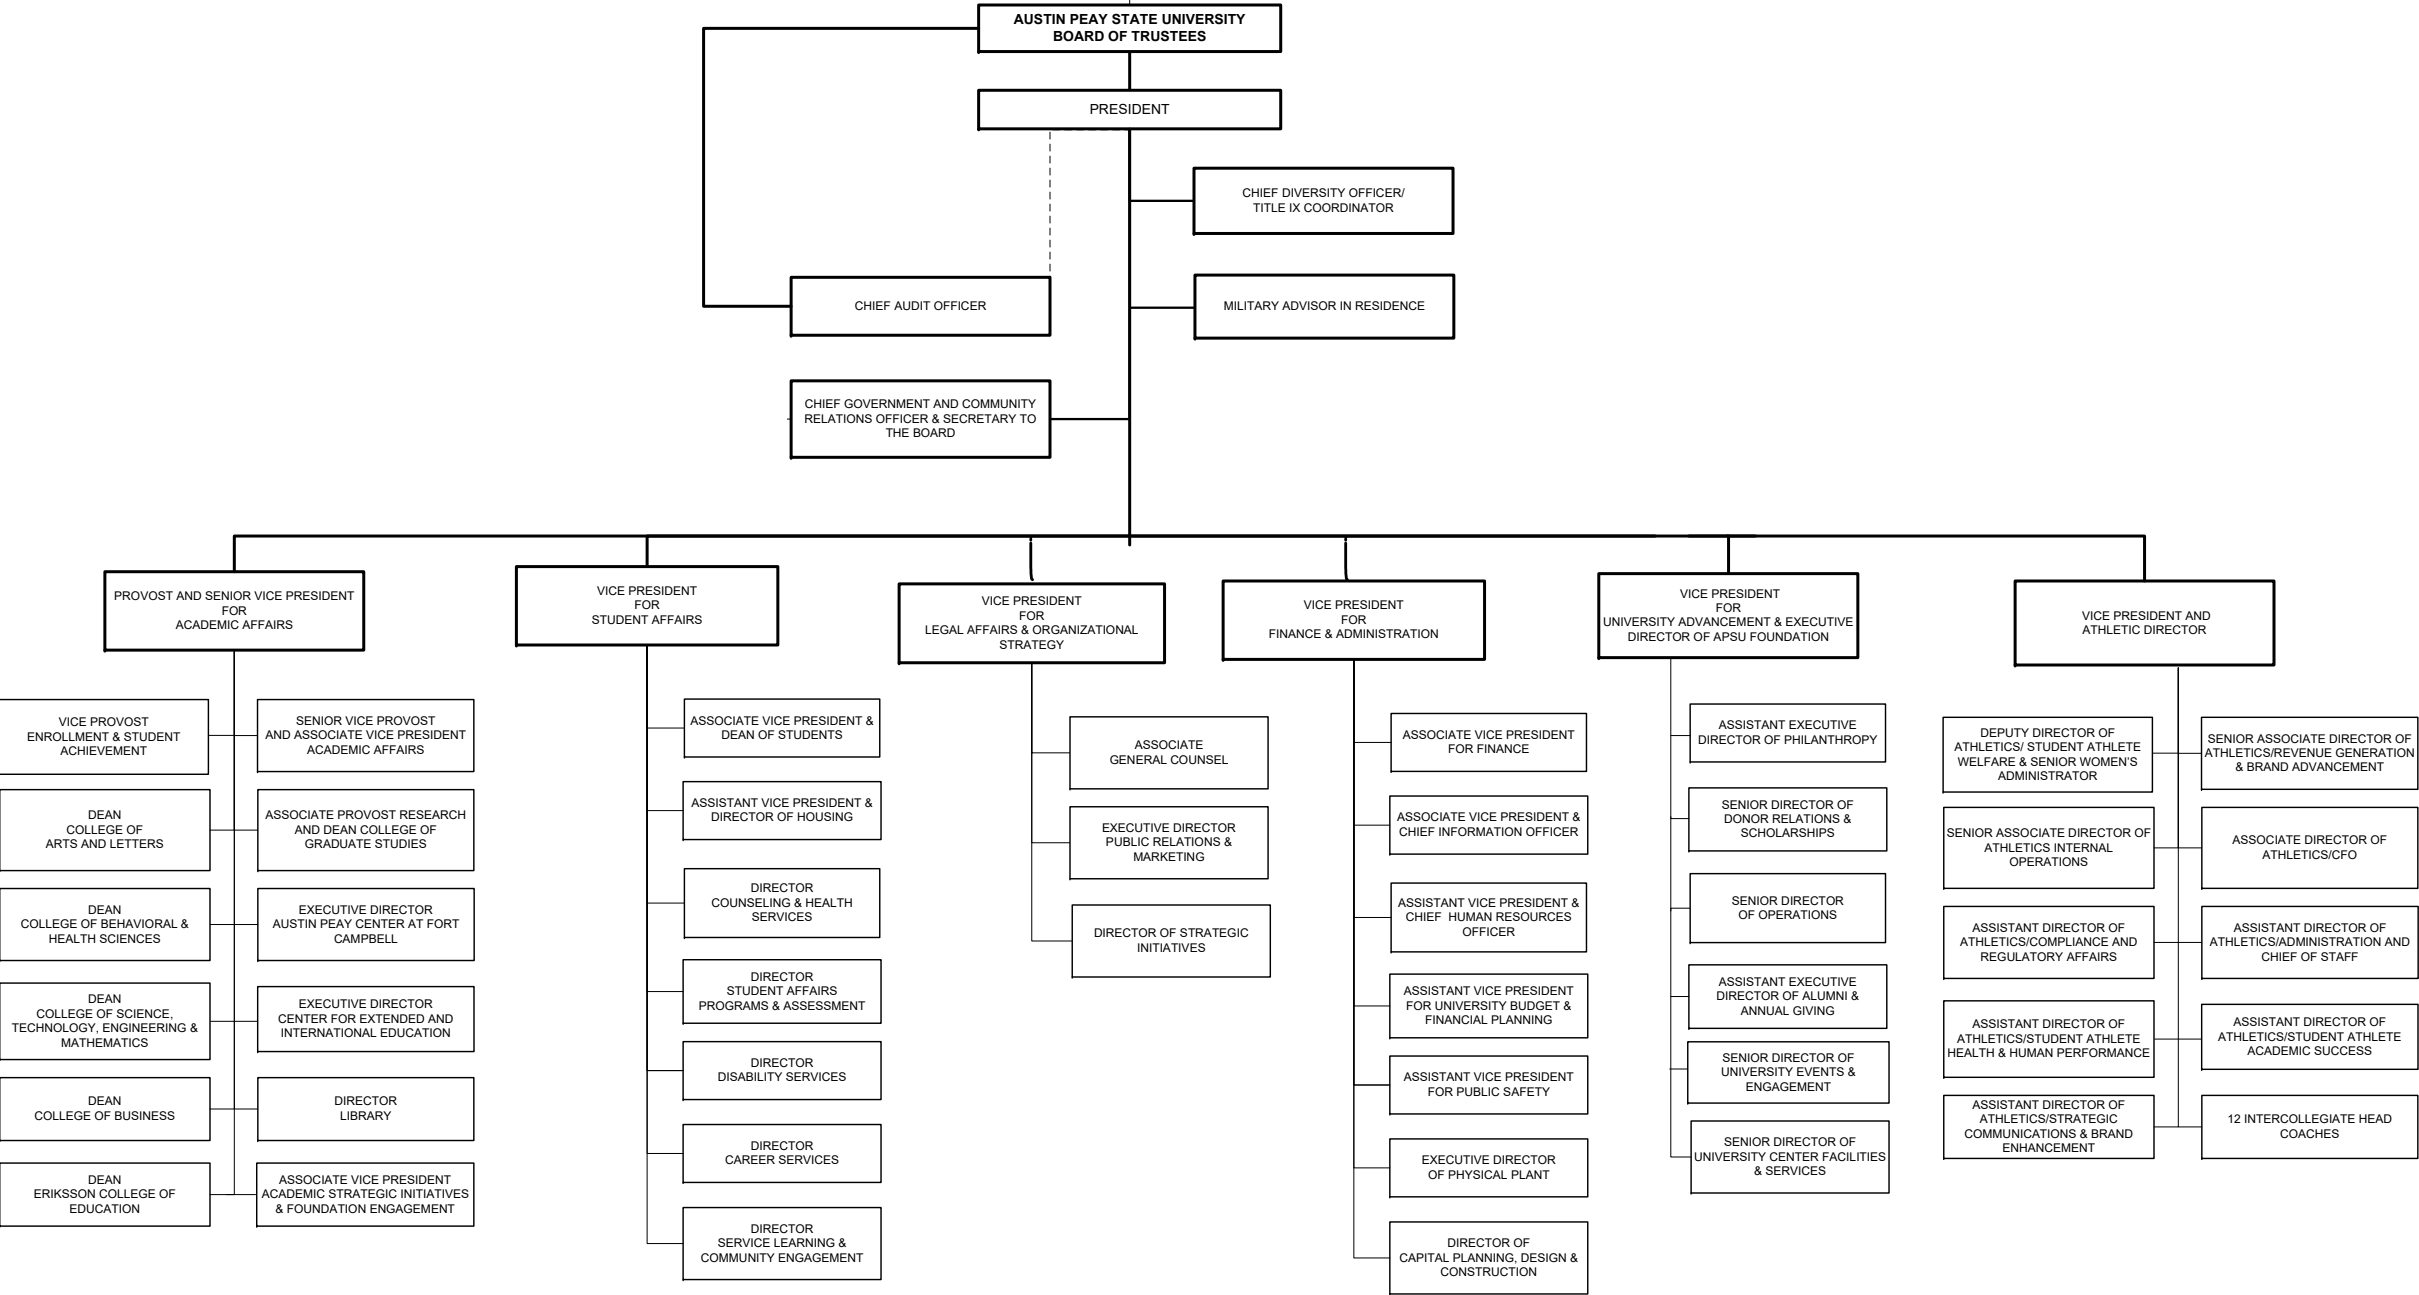 AUSTIN PEAY STATE UNIVERSITY
BOARD OF TRUSTEES
PRESIDENT
CHIEF DIVERSITY OFFICER/
TITLE IX COORDINATOR
CHIEF AUDIT OFFICER
MILITARY ADVISOR IN RESIDENCE
CHIEF GOVERNMENT AND COMMUNITY
RELATIONS OFFICER & SECRETARY TO
THE BOARD
PROVOST AND SENIOR VICE PRESIDENT
FOR
ACADEMIC AFFAIRS
VICE PROVOST
ENROLLMENT & STUDENT
ACHIEVEMENT
SENIOR VICE PROVOST
AND ASSOCIATE VICE PRESIDENT
ACADEMIC AFFAIRS
DEAN
COLLEGE OF
ARTS AND LETTERS
ASSOCIATE PROVOST RESEARCH
AND DEAN COLLEGE OF
GRADUATE STUDIES
DEAN
COLLEGE OF BEHAVIORAL &
HEALTH SCIENCES
EXECUTIVE DIRECTOR
AUSTIN PEAY CENTER AT FORT
CAMPBELL
DEAN
COLLEGE OF SCIENCE,
TECHNOLOGY, ENGINEERING &
MATHEMATICS
EXECUTIVE DIRECTOR
CENTER FOR EXTENDED AND
INTERNATIONAL EDUCATION
DEAN
COLLEGE OF BUSINESS
DIRECTOR
LIBRARY
DEAN
ERIKSSON COLLEGE OF
EDUCATION
ASSOCIATE VICE PRESIDENT
ACADEMIC STRATEGIC INITIATIVES
& FOUNDATION ENGAGEMENT
VICE PRESIDENT
FOR
STUDENT AFFAIRS
ASSOCIATE VICE PRESIDENT &
DEAN OF STUDENTS
ASSISTANT VICE PRESIDENT &
DIRECTOR OF HOUSING
DIRECTOR
COUNSELING & HEALTH
SERVICES
DIRECTOR
STUDENT AFFAIRS
PROGRAMS & ASSESSMENT
DIRECTOR
DISABILITY SERVICES
DIRECTOR
CAREER SERVICES
DIRECTOR
SERVICE LEARNING &
COMMUNITY ENGAGEMENT
VICE PRESIDENT
FOR
LEGAL AFFAIRS & ORGANIZATIONAL
STRATEGY
ASSOCIATE
GENERAL COUNSEL
EXECUTIVE DIRECTOR
PUBLIC RELATIONS &
MARKETING
DIRECTOR OF STRATEGIC
INITIATIVES
VICE PRESIDENT
FOR
FINANCE & ADMINISTRATION
ASSOCIATE VICE PRESIDENT
FOR FINANCE
ASSOCIATE VICE PRESIDENT &
CHIEF INFORMATION OFFICER
ASSISTANT VICE PRESIDENT &
CHIEF HUMAN RESOURCES
OFFICER
ASSISTANT VICE PRESIDENT
FOR UNIVERSITY BUDGET &
FINANCIAL PLANNING
ASSISTANT VICE PRESIDENT
FOR PUBLIC SAFETY
EXECUTIVE DIRECTOR
OF PHYSICAL PLANT
DIRECTOR OF
CAPITAL PLANNING, DESIGN &
CONSTRUCTION
VICE PRESIDENT
FOR
UNIVERSITY ADVANCEMENT & EXECUTIVE
DIRECTOR OF APSU FOUNDATION
ASSISTANT EXECUTIVE
DIRECTOR OF PHILANTHROPY
SENIOR DIRECTOR OF
DONOR RELATIONS &
SCHOLARSHIPS
SENIOR DIRECTOR
OF OPERATIONS
ASSISTANT EXECUTIVE
DIRECTOR OF ALUMNI &
ANNUAL GIVING
SENIOR DIRECTOR OF
UNIVERSITY EVENTS &
ENGAGEMENT
SENIOR DIRECTOR OF
UNIVERSITY CENTER FACILITIES
& SERVICES
VICE PRESIDENT AND
ATHLETIC DIRECTOR
DEPUTY DIRECTOR OF
ATHLETICS/ STUDENT ATHLETE
WELFARE & SENIOR WOMEN'S
ADMINISTRATOR
SENIOR ASSOCIATE DIRECTOR OF
ATHLETICS/REVENUE GENERATION
& BRAND ADVANCEMENT
SENIOR ASSOCIATE DIRECTOR OF
ATHLETICS INTERNAL
OPERATIONS
ASSOCIATE DIRECTOR OF
ATHLETICS/CFO
ASSISTANT DIRECTOR OF
ATHLETICS/COMPLIANCE AND
REGULATORY AFFAIRS
ASSISTANT DIRECTOR OF
ATHLETICS/ADMINISTRATION AND
CHIEF OF STAFF
ASSISTANT DIRECTOR OF
ATHLETICS/STUDENT ATHLETE
HEALTH & HUMAN PERFORMANCE
ASSISTANT DIRECTOR OF
ATHLETICS/STUDENT ATHLETE
ACADEMIC SUCCESS
ASSISTANT DIRECTOR OF
ATHLETICS/STRATEGIC
COMMUNICATIONS & BRAND
ENHANCEMENT
12 INTERCOLLEGIATE HEAD
COACHES